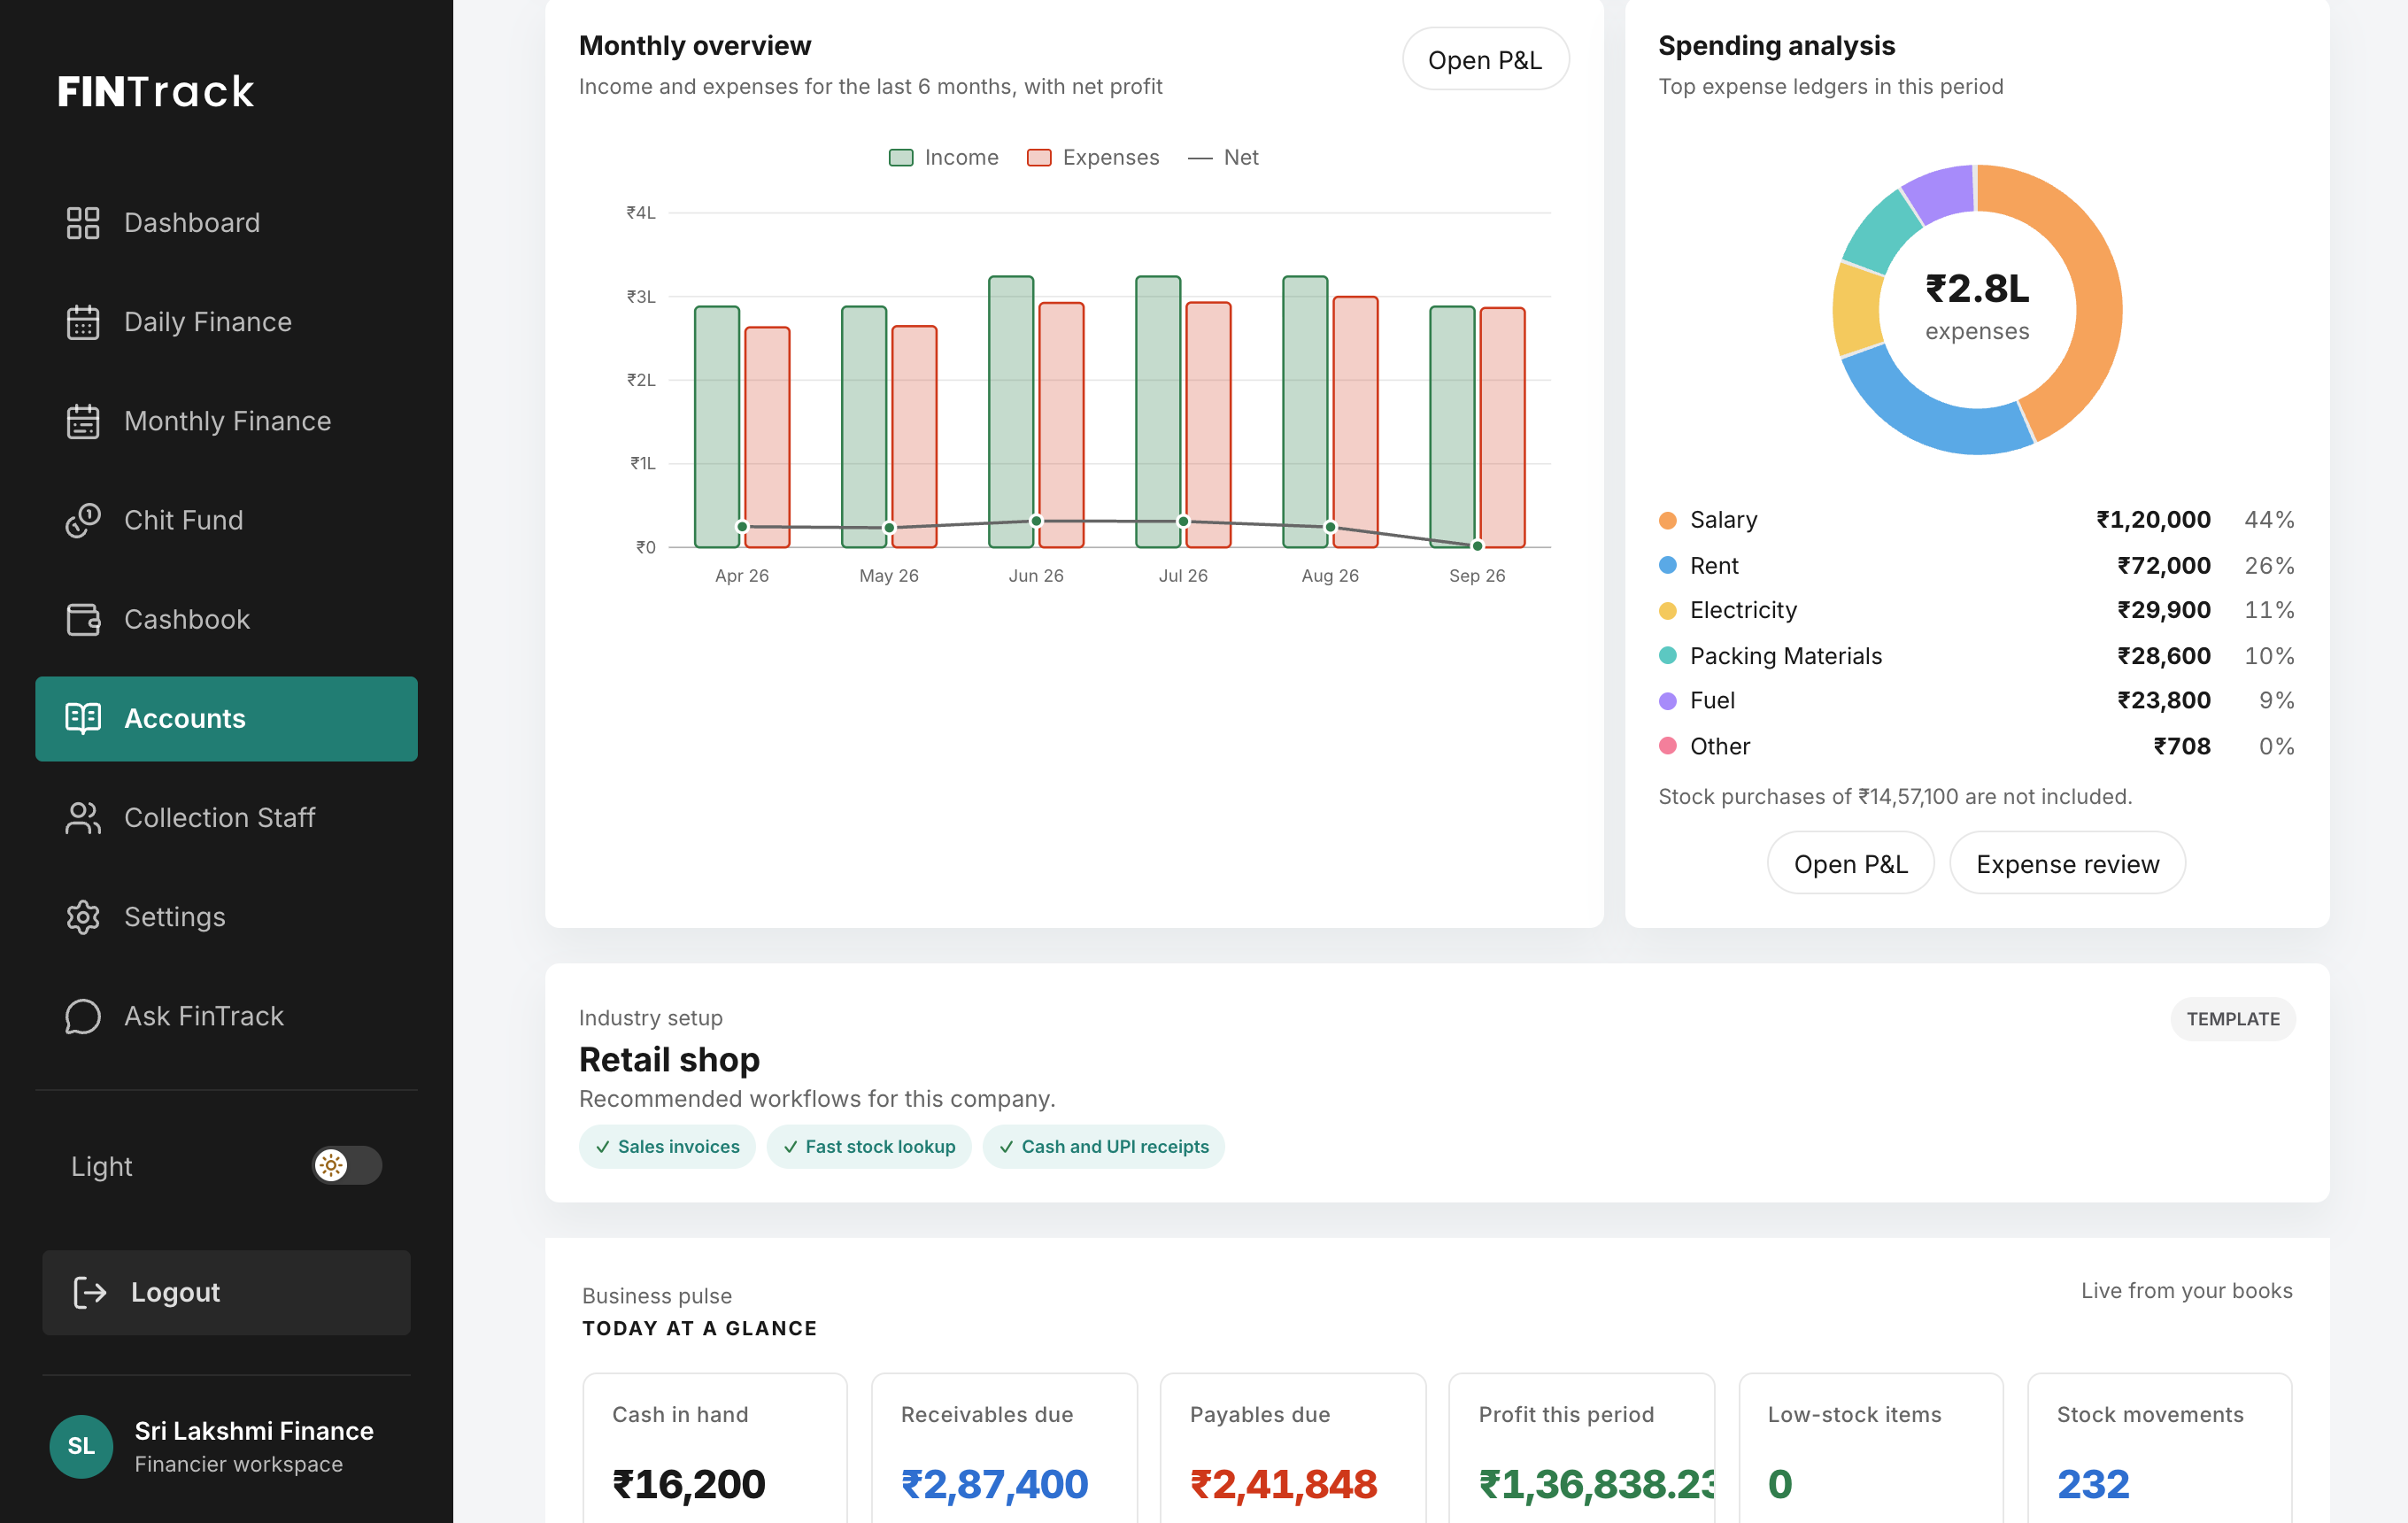 FINTrack
Dashboard
Daily Finance
Monthly Finance
Chit Fund
Cashbook
Accounts
Collection Staff
Settings
Ask FinTrack
Light
Logout
SL
Sri Lakshmi Finance
Financier workspace
Monthly overview
Income and expenses for the last 6 months, with net profit
Open P&L
Income Expenses Net
₹4L
₹3L
₹2L
₹1L
₹0
Apr 26 May 26 Jun 26 Jul 26 Aug 26 Sep 26
Spending analysis
Top expense ledgers in this period
₹2.8L
expenses
Salary ₹1,20,000 44%
Rent ₹72,000 26%
Electricity ₹29,900 11%
Packing Materials ₹28,600 10%
Fuel ₹23,800 9%
Other ₹708 0%
Stock purchases of ₹14,57,100 are not included.
Open P&L Expense review
Industry setup
TEMPLATE
Retail shop
Recommended workflows for this company.
Sales invoices Fast stock lookup Cash and UPI receipts
Business pulse
Live from your books
TODAY AT A GLANCE
Cash in hand
₹16,200
Receivables due
₹2,87,400
Payables due
₹2,41,848
Profit this period
₹1,36,838.23
Low-stock items
0
Stock movements
232